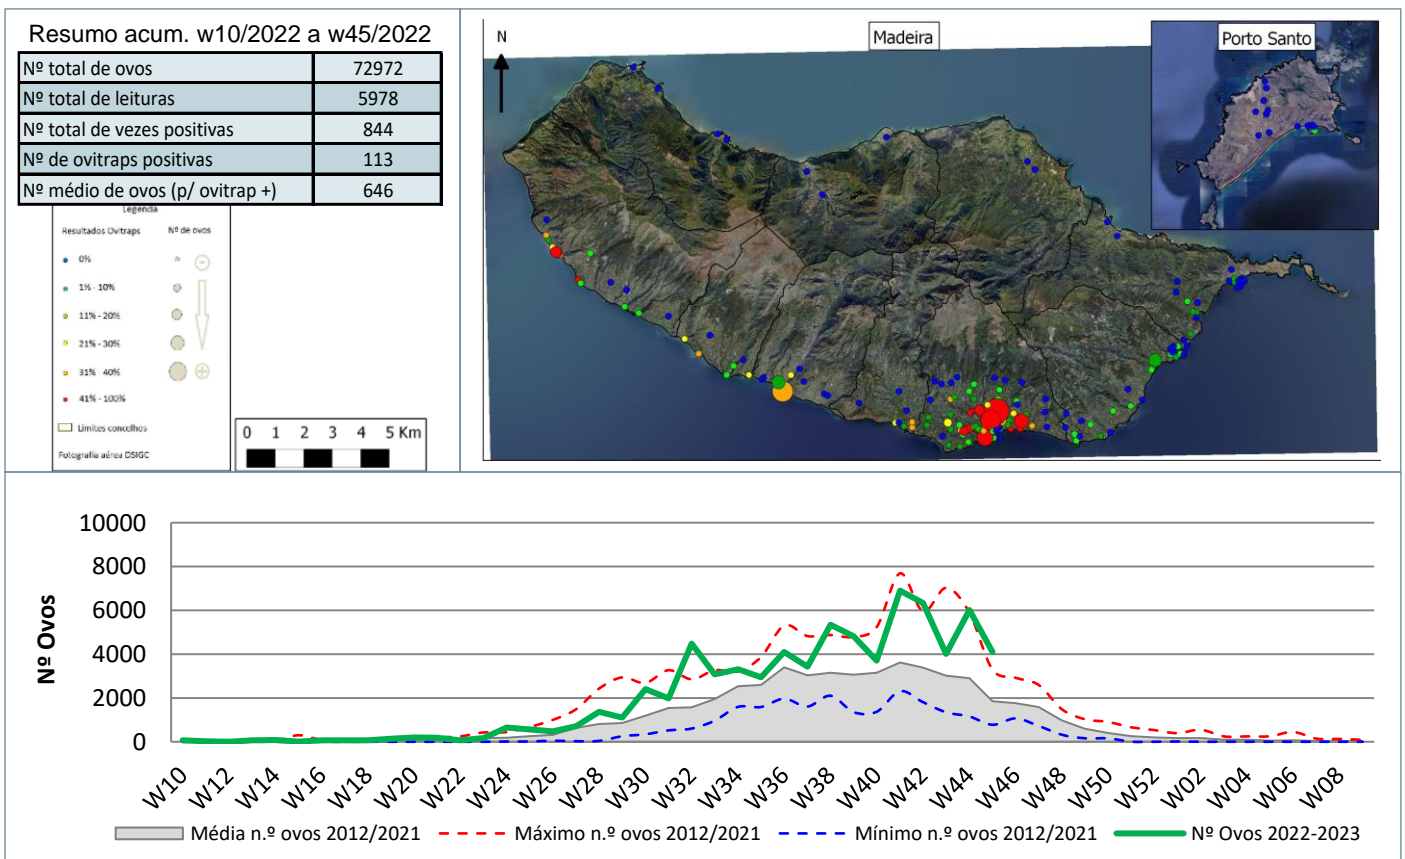 Resumo acum. w10/2022 a w45/2022
Nº total de ovos 72972
Nº total de leituras 5978
Nº total de vezes positivas 844
Nº de ovitraps positivas 113
Nº médio de ovos (p/ ovitrap +) 646
Legenda
Resultados Ovitraps Nº de ovos
0%
1% - 10%
11% - 20%
21% - 30%
31% - 40%
41% - 100%
Limites concelhos
Fotografia aérea DSIGC
0 1 2 3 4 5 Km
N
Madeira
Porto Santo
Nº Ovos
10000
8000
6000
4000
2000
0
W10 W12 W14 W16 W18 W20 W22 W24 W26 W28 W30 W32 W34 W36 W38 W40 W42 W44 W46 W48 W50 W52 W02 W04 W06 W08
Média n.º ovos 2012/2021 Máximo n.º ovos 2012/2021 Mínimo n.º ovos 2012/2021 Nº Ovos 2022-2023